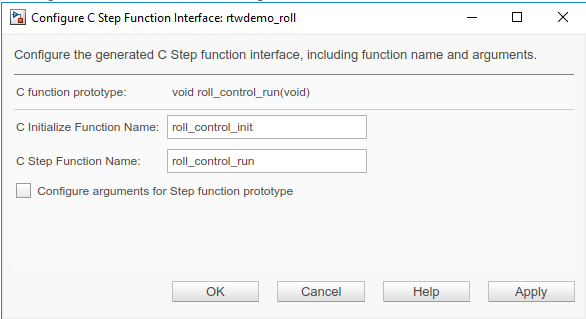 Configure C Step Function Interface: rtwdemo_roll
Configure the generated C Step function interface, including function name and arguments.
C function prototype: void roll_control_run(void)
C Initialize Function Name: roll_control_init
C Step Function Name: roll_control_run
Configure arguments for Step function prototype
OK Cancel Help Apply